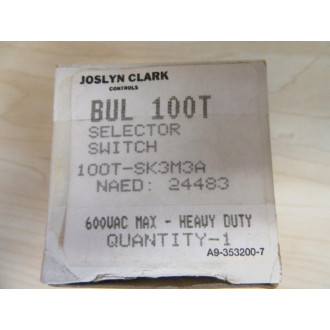 JOSLYN CLARK
CONTROLS
BUL 100T
SELECTOR
SWITCH
100T-SK3M3A
NAED: 24483
600VAC MAX - HEAVY DUTY
QUANTITY-1
A9-353200-7